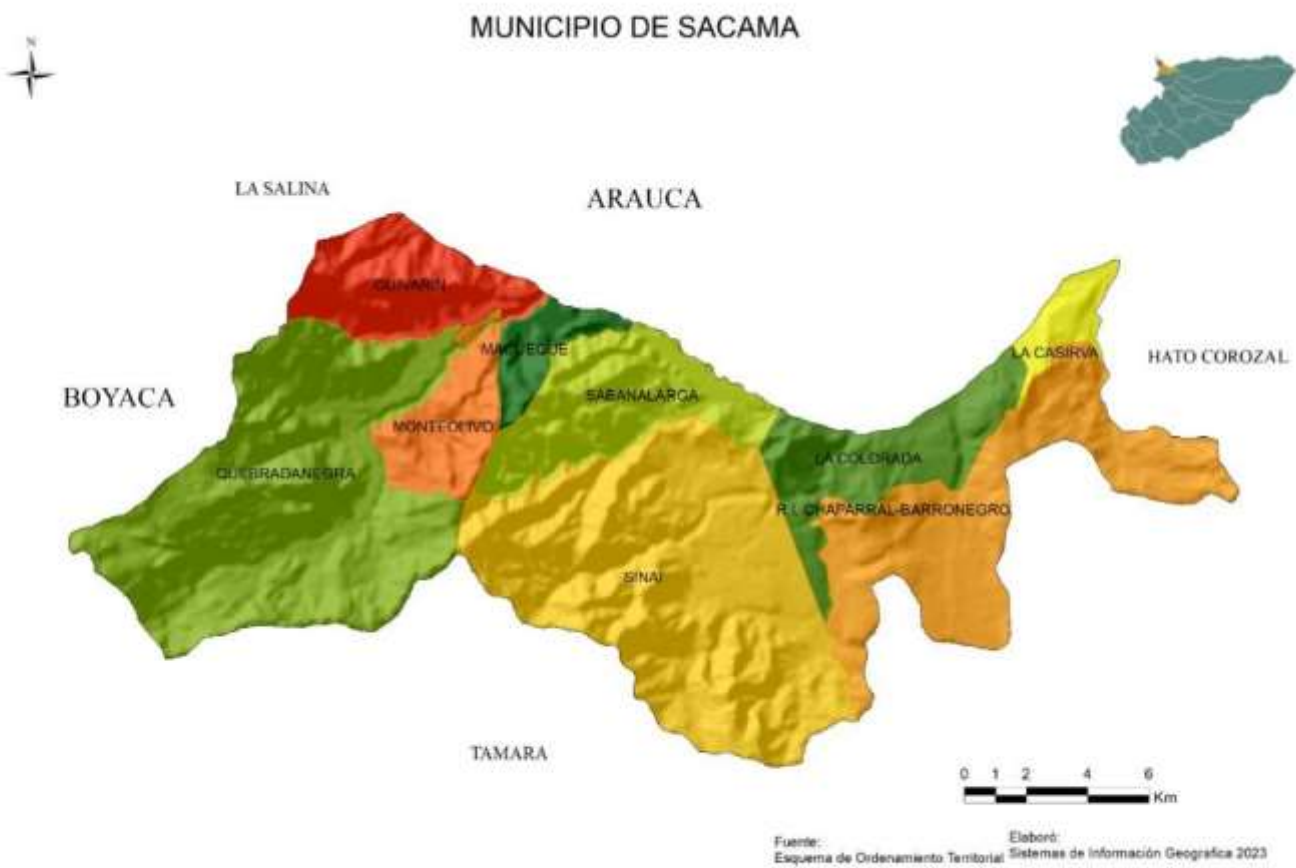 MUNICIPIO DE SACAMA
N
LA SALINA
ARAUCA
GUIVARIN
MACUEQUE
LA CASIRVA
HATO COROZAL
BOYACA
SABANALARGA
MONTEOLIVO
QUEBRADANEGRA
LA COLORADA
R.I. CHAPARRAL-BARRONEGRO
SINAI
TAMARA
0 1 2 4 6
Km
Fuente:
Esquema de Ordenamiento Territorial
Elaboró:
Sistemas de Información Geográfica 2023